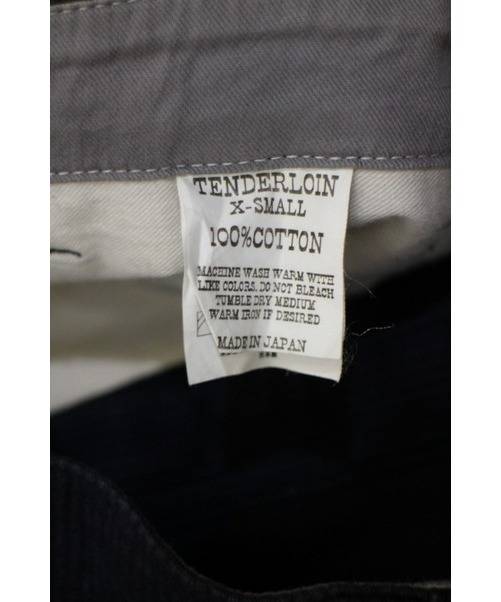 TENDERLOIN
X-SMALL
100%COTTON
MACHINE WASH WARM WITH
LIKE COLORS. DO NOT BLEACH
TUMBLE DRY MEDIUM
WARM IRON IF DESIRED
MADE IN JAPAN